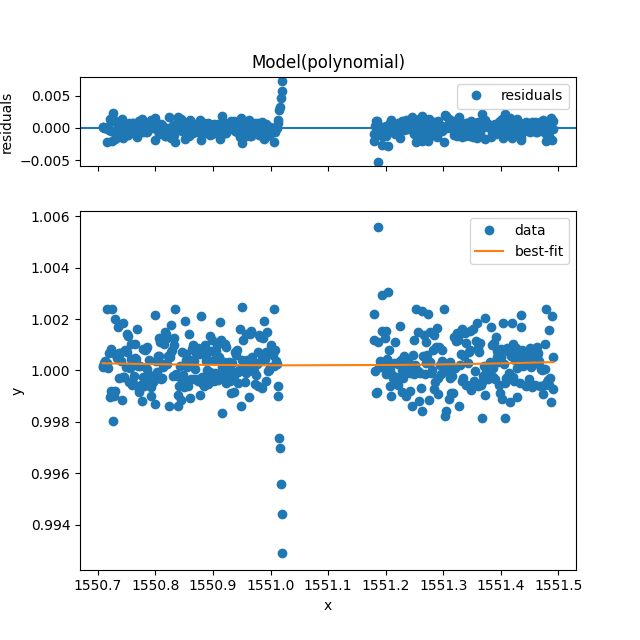 Model(polynomial)
residuals
0.005
0.000
−0.005
residuals
1.006
1.004
1.002
1.000
0.998
0.996
0.994
y
data
best-fit
1550.7 1550.8 1550.9 1551.0 1551.1 1551.2 1551.3 1551.4 1551.5
x